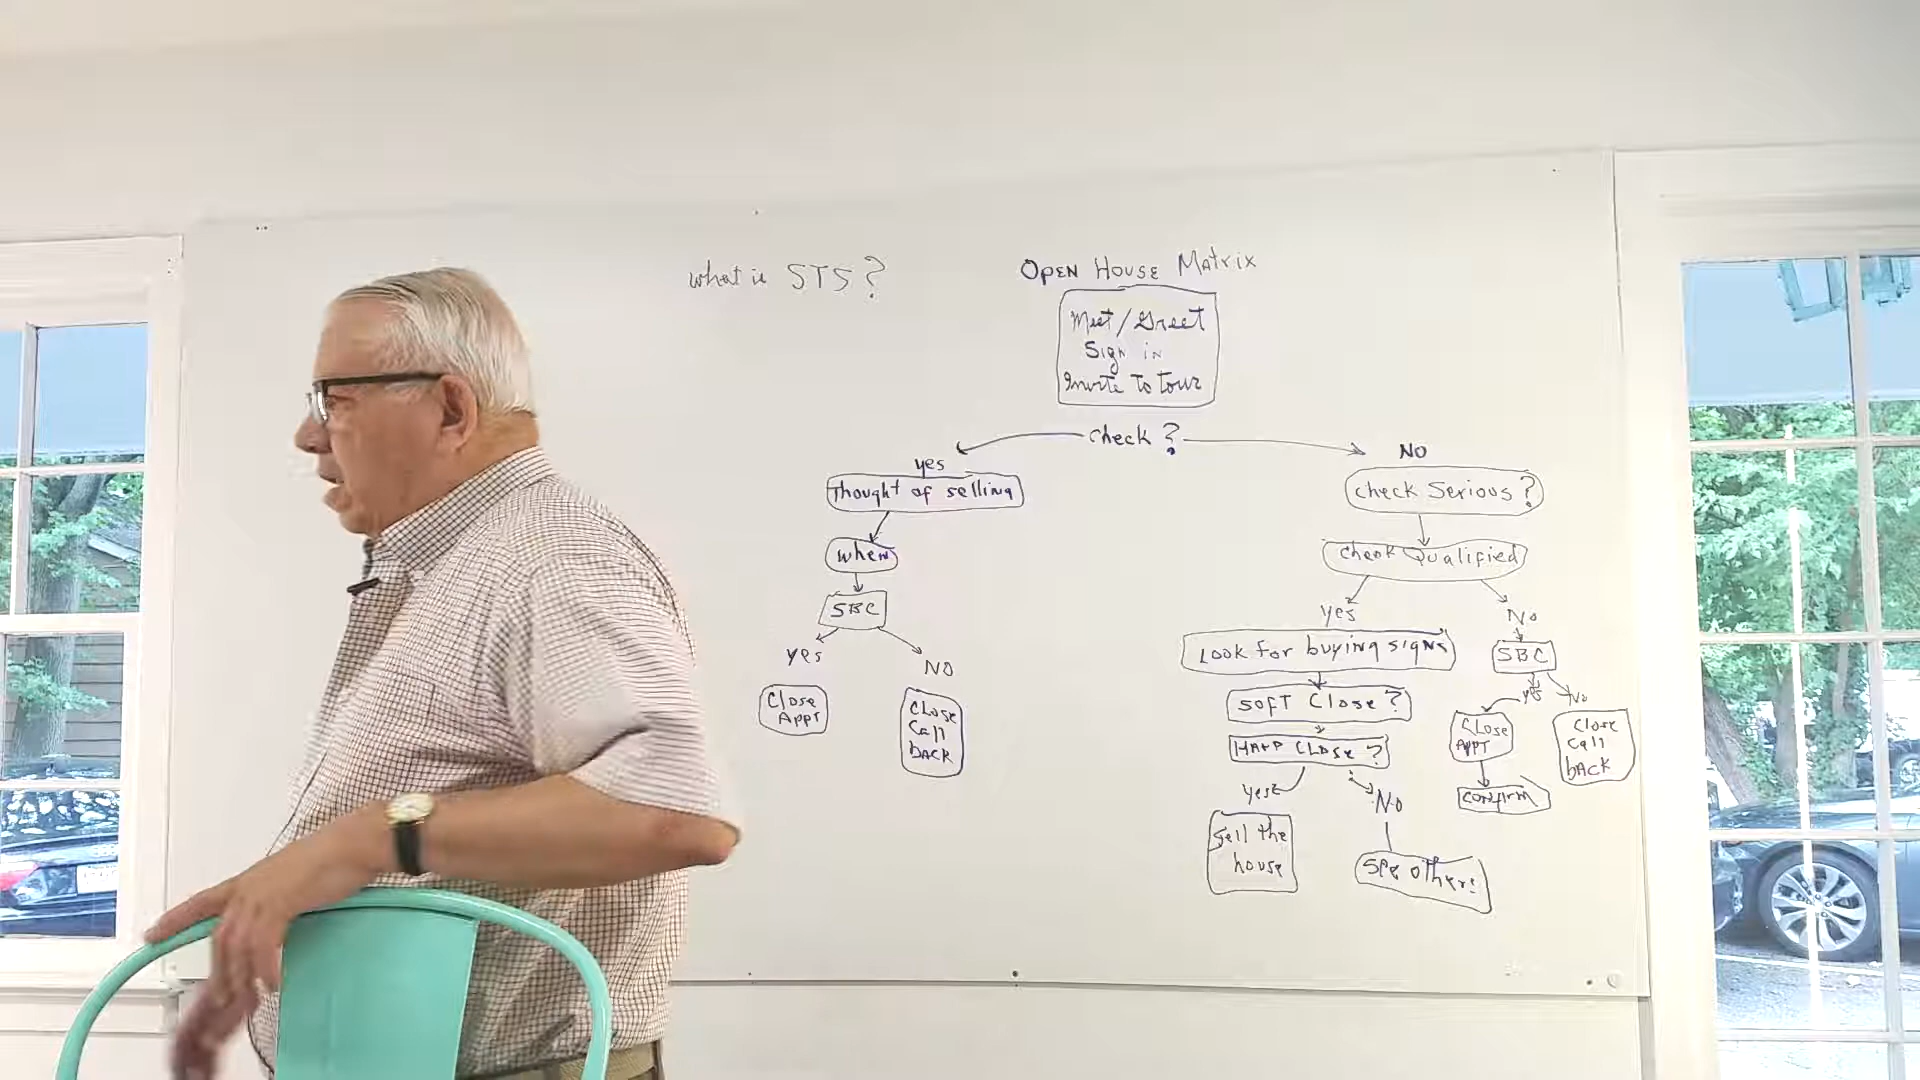 what is STS?
OPEN HOUSE MATRIX
Meet/Greet
Sign in
Invite to tour
Check?
yes
NO
thought of selling
check serious?
when
check Qualified
SBC
yes
No
yes
NO
Look for buying signs
SBC
yes
No
Close
APPT
Close
Call
back
SOFT Close?
HARD CLOSE?
Close
APPT
Close
Call
bACK
yes
No
CONFIRM
Sell the
house
see others